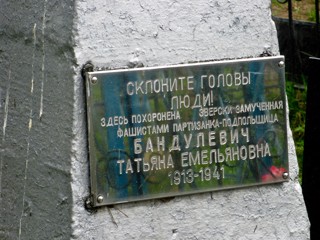 СКЛОНИТЕ ГОЛОВЫ
ЛЮДИ!
ЗДЕСЬ ПОХОРОНЕНА ЗВЕРСКИ ЗАМУЧЕННАЯ
ФАШИСТАМИ ПАРТИЗАНКА-ПОДПОЛЬЩИЦА
БАНДУЛЕВИЧ
ТАТЬЯНА ЕМЕЛЬЯНОВНА
1913-1941